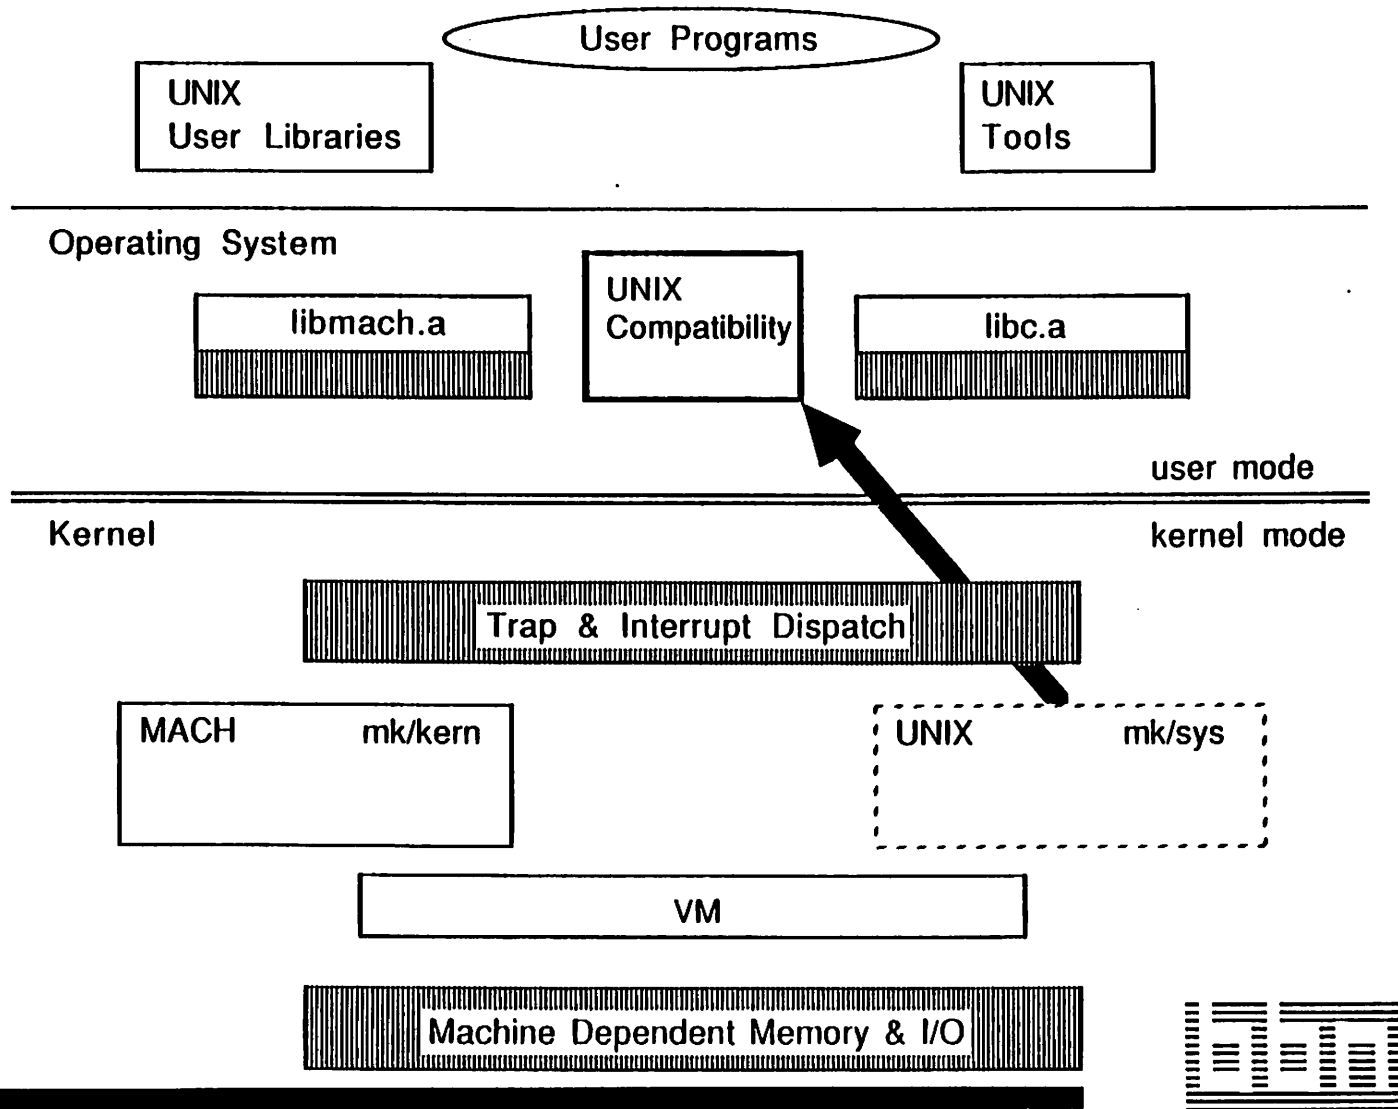 User Programs
UNIX
User Libraries
UNIX
Tools
Operating System
libmach.a
UNIX
Compatibility
libc.a
user mode
Kernel
kernel mode
Trap & Interrupt Dispatch
MACH mk/kern
UNIX mk/sys
VM
Machine Dependent Memory & I/O